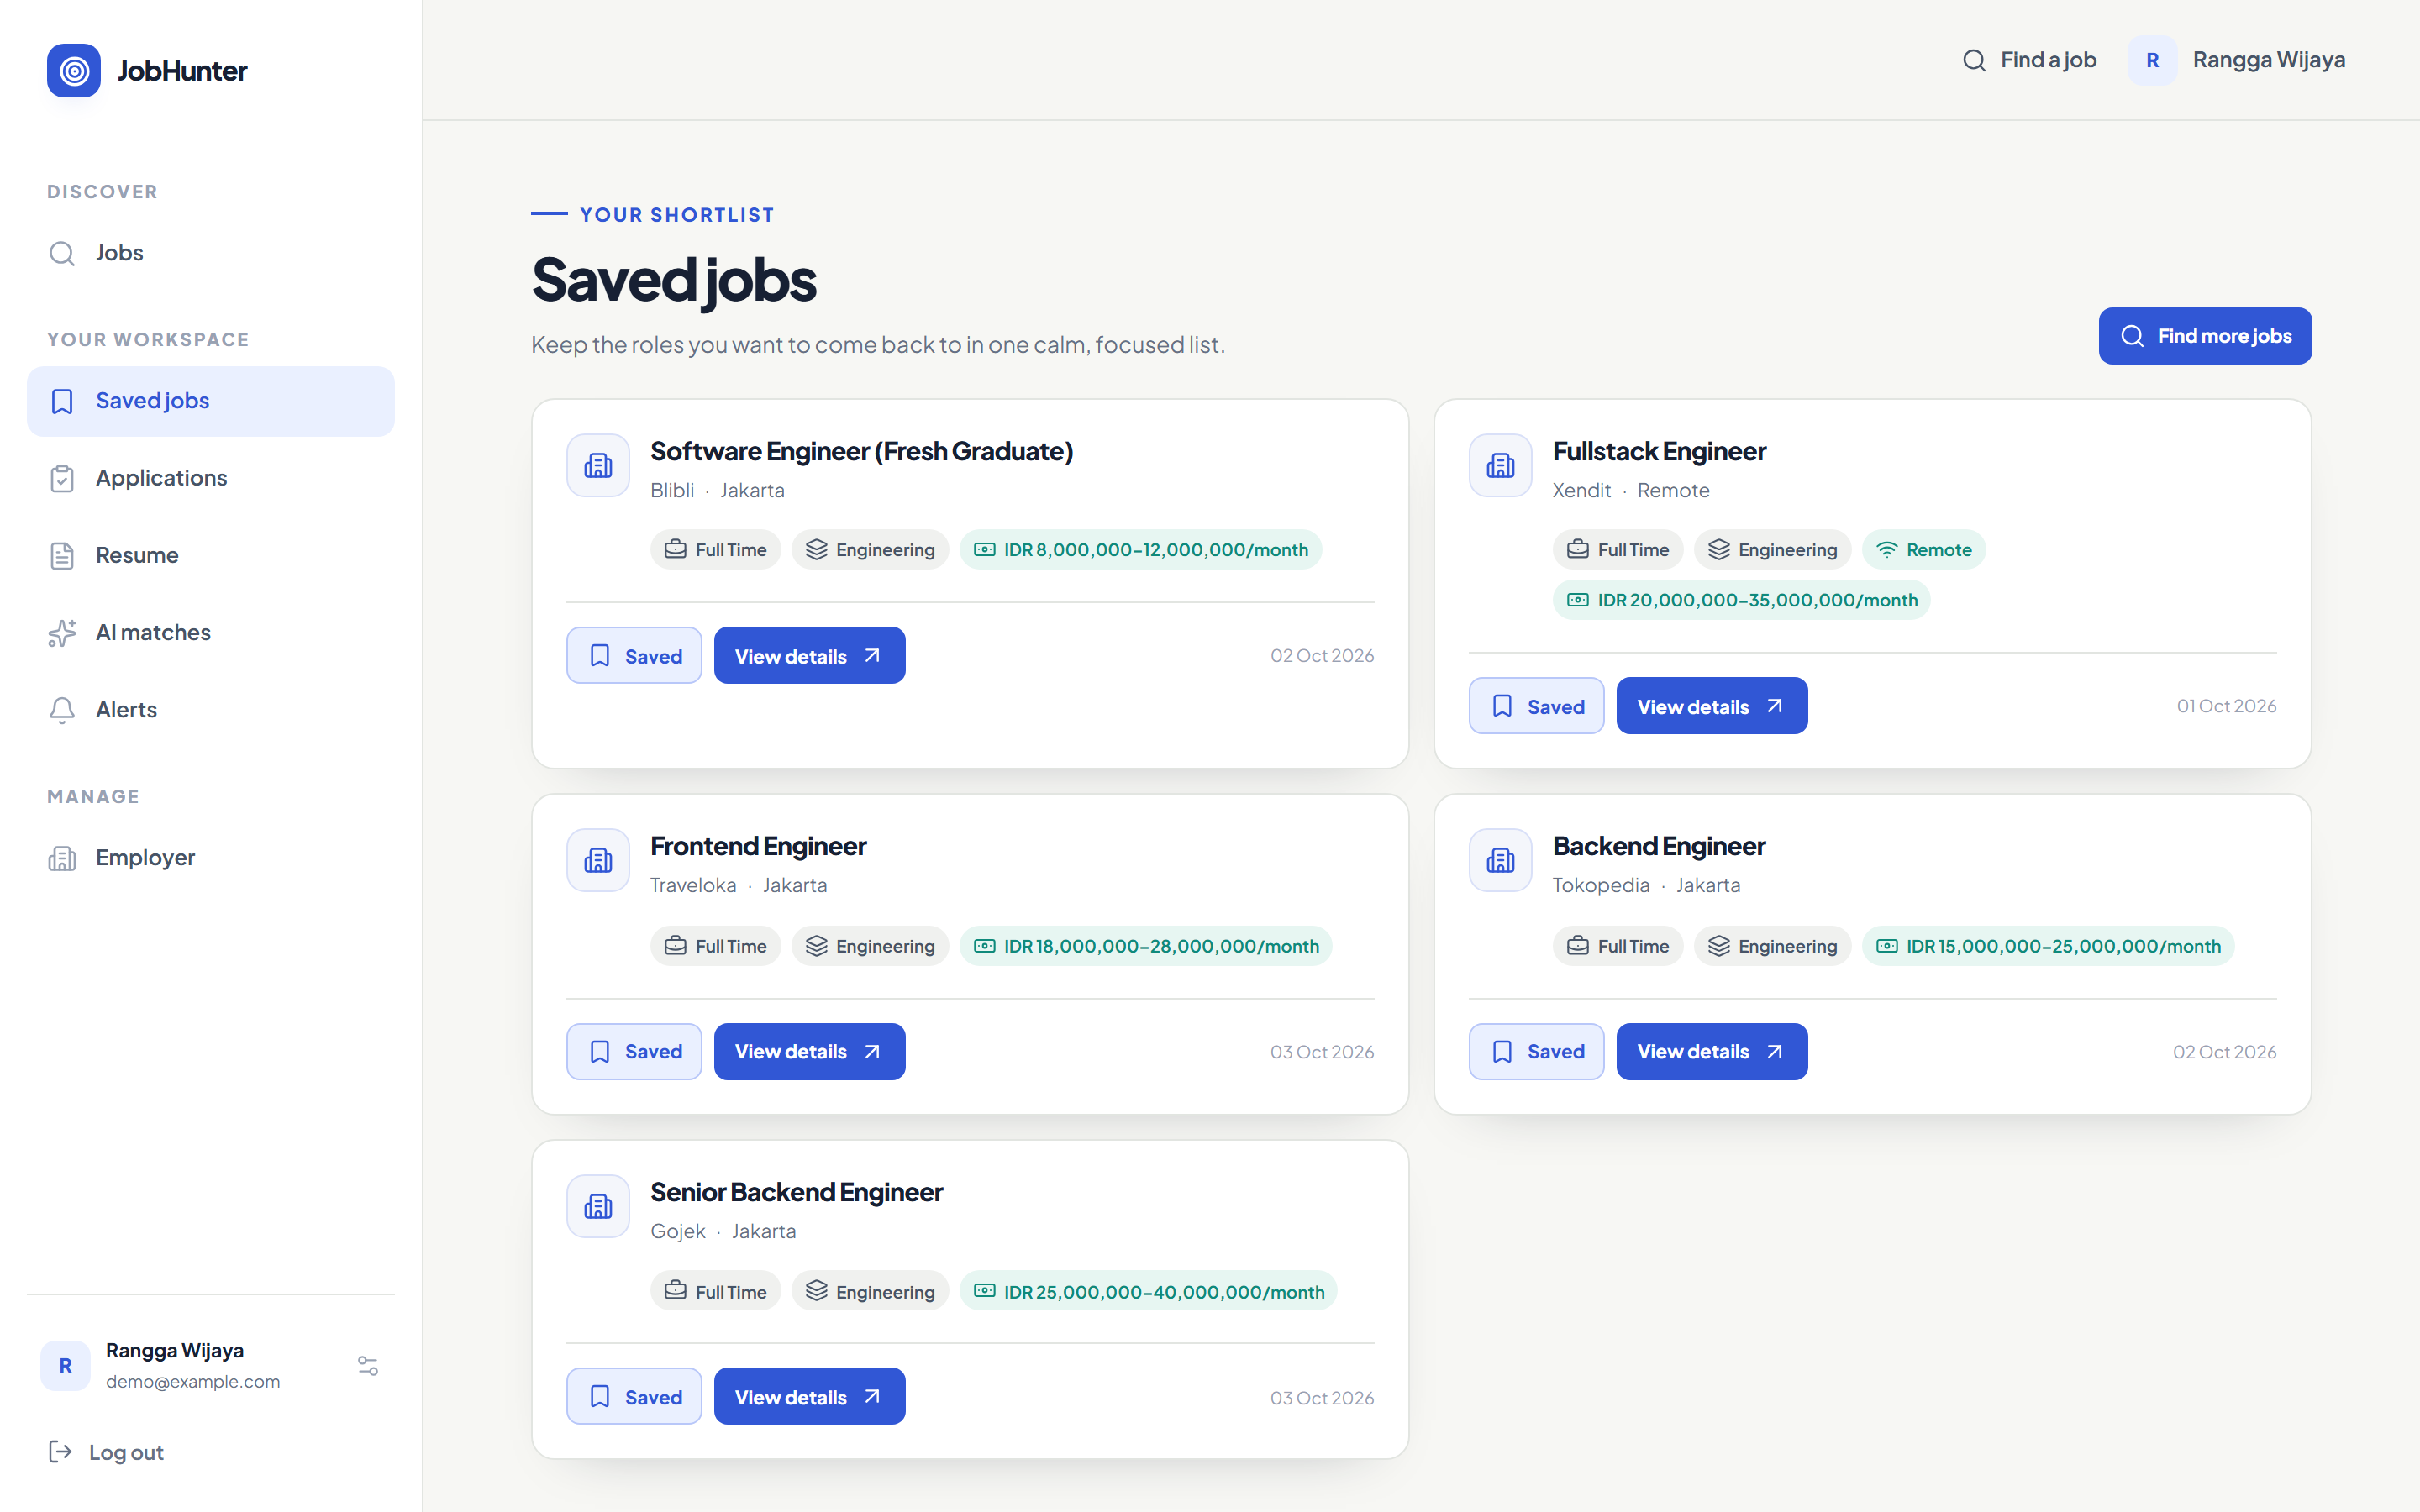 JobHunter
DISCOVER
Jobs
YOUR WORKSPACE
Saved jobs
Applications
Resume
AI matches
Alerts
MANAGE
Employer
R
Rangga Wijaya
demo@example.com
Log out
Find a job
R
Rangga Wijaya
YOUR SHORTLIST
Saved jobs
Keep the roles you want to come back to in one calm, focused list.
Find more jobs
Software Engineer (Fresh Graduate)
Blibli · Jakarta
Full Time Engineering IDR 8,000,000–12,000,000/month
Saved View details 02 Oct 2026
Fullstack Engineer
Xendit · Remote
Full Time Engineering Remote
IDR 20,000,000–35,000,000/month
Saved View details 01 Oct 2026
Frontend Engineer
Traveloka · Jakarta
Full Time Engineering IDR 18,000,000–28,000,000/month
Saved View details 03 Oct 2026
Backend Engineer
Tokopedia · Jakarta
Full Time Engineering IDR 15,000,000–25,000,000/month
Saved View details 02 Oct 2026
Senior Backend Engineer
Gojek · Jakarta
Full Time Engineering IDR 25,000,000–40,000,000/month
Saved View details 03 Oct 2026